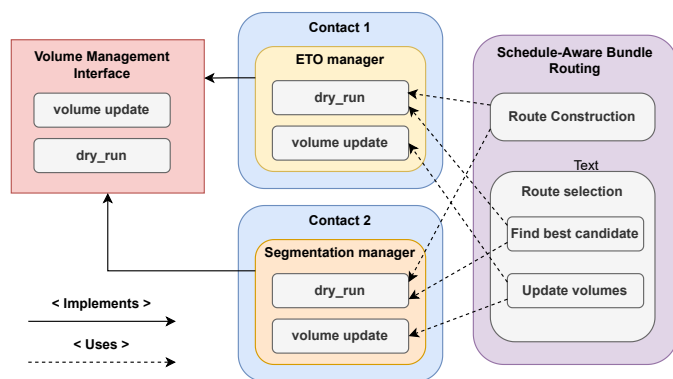 Volume Management
Interface
volume update
dry_run
< Implements >
< Uses >
Contact 1
ETO manager
dry_run
volume update
Contact 2
Segmentation manager
dry_run
volume update
Schedule-Aware Bundle
Routing
Route Construction
Text
Route selection
Find best candidate
Update volumes